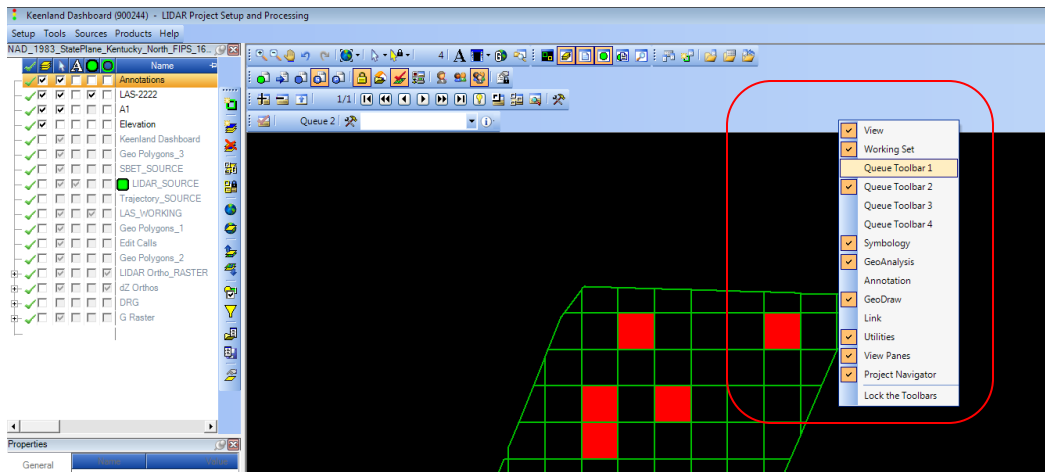 Keenland Dashboard (900244) - LIDAR Project Setup and Processing
Setup Tools Sources Products Help
NAD_1983_StatePlane_Kentucky_North_FIPS_16...
A Name
Annotations
LAS-2222
A1
Elevation
Keenland Dashboard
Geo Polygons_3
SBET_SOURCE
LIDAR_SOURCE
Trajectory_SOURCE
LAS_WORKING
Geo Polygons_1
Edit Calls
Geo Polygons_2
LIDAR Ortho_RASTER
dZ Orthos
DRG
G Raster
Properties
General
4 A
1/1
Queue 2
View
Working Set
Queue Toolbar 1
Queue Toolbar 2
Queue Toolbar 3
Queue Toolbar 4
Symbology
GeoAnalysis
Annotation
GeoDraw
Link
Utilities
View Panes
Project Navigator
Lock the Toolbars